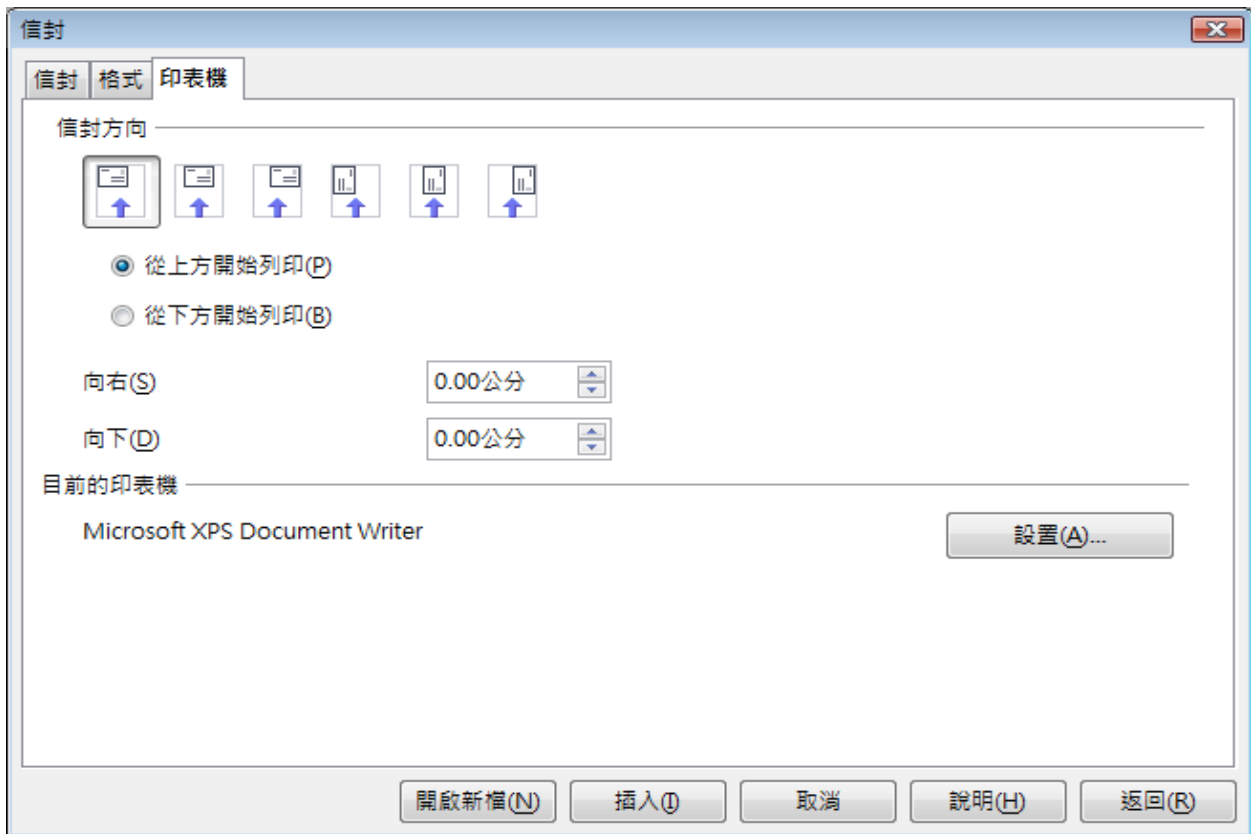 信封
信封 格式 印表機
信封方向
從上方開始列印(P)
從下方開始列印(B)
向右(S) 0.00公分
向下(D) 0.00公分
目前的印表機
Microsoft XPS Document Writer 設置(A)...
開啟新檔(N) 插入(I) 取消 說明(H) 返回(R)